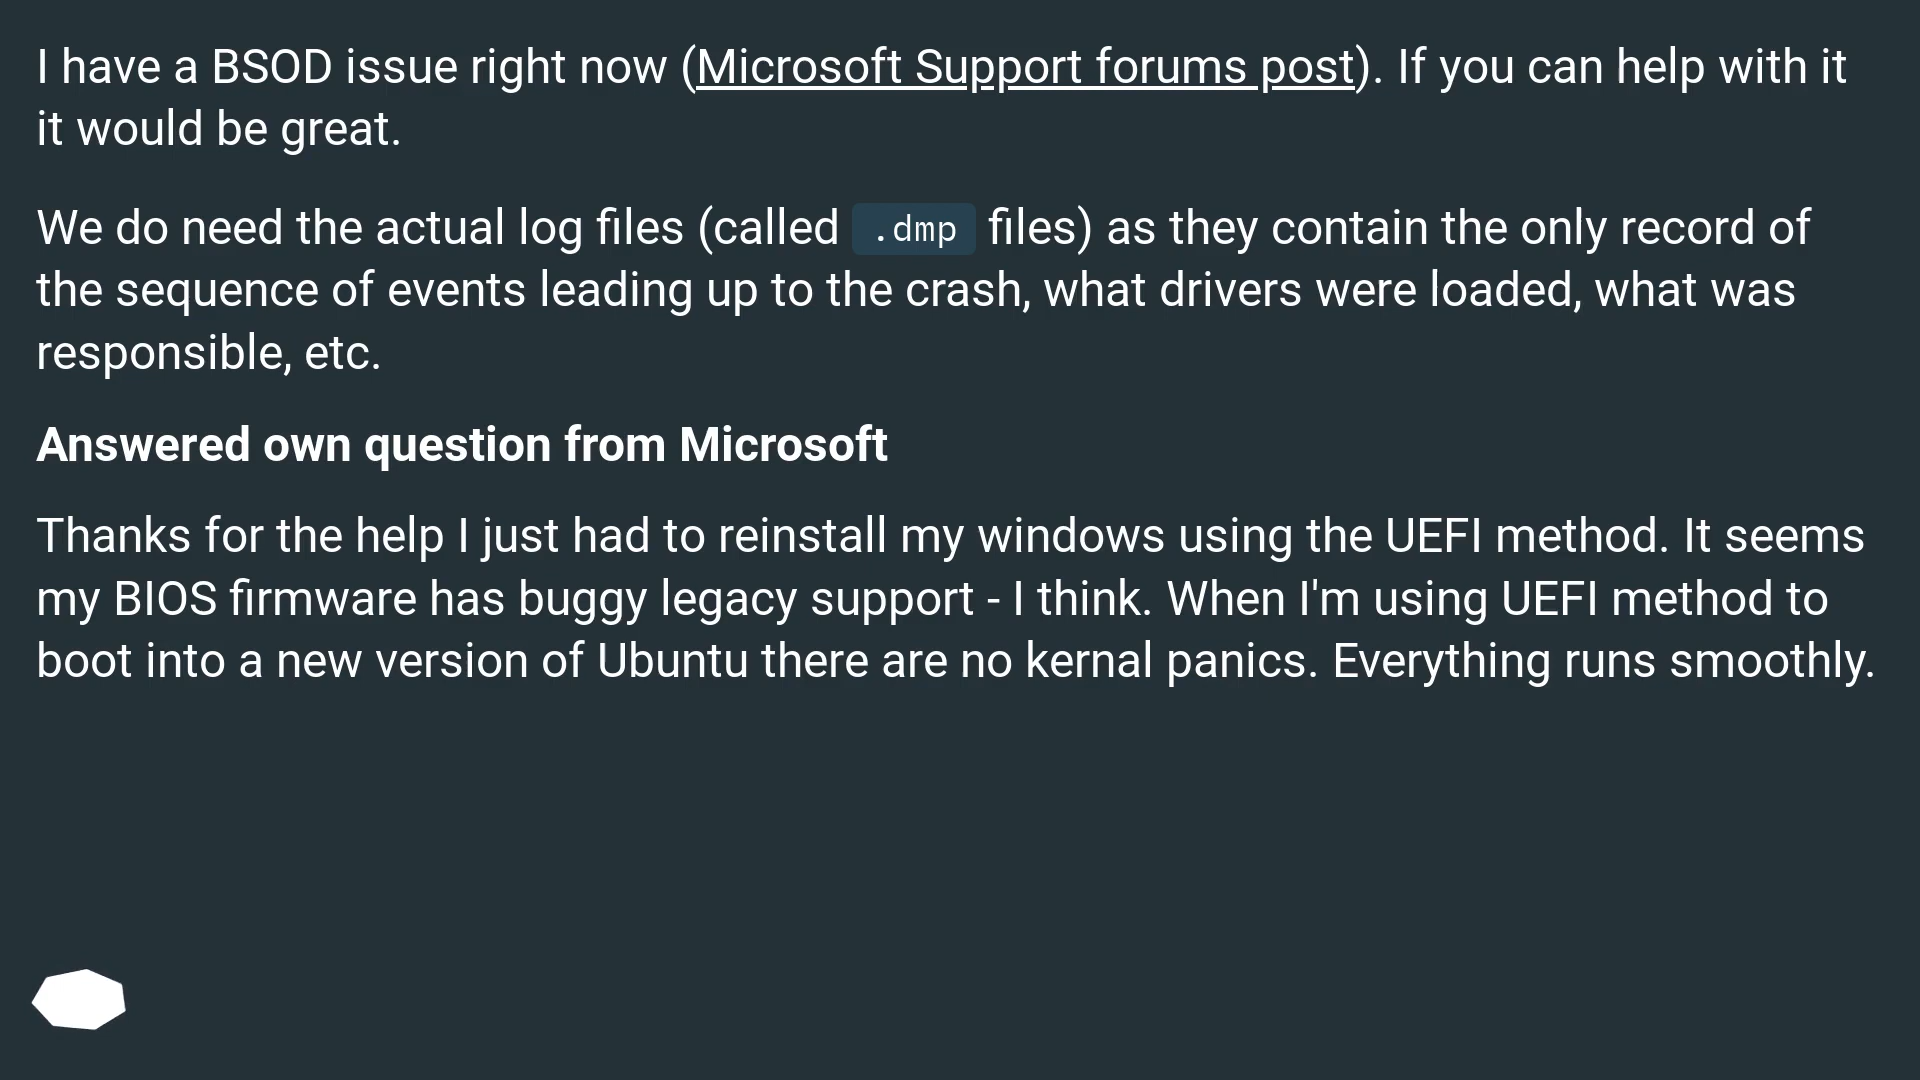 I have a BSOD issue right now (Microsoft Support forums post). If you can help with it
it would be great.
We do need the actual log files (called .dmp files) as they contain the only record of
the sequence of events leading up to the crash, what drivers were loaded, what was
responsible, etc.
Answered own question from Microsoft
Thanks for the help I just had to reinstall my windows using the UEFI method. It seems
my BIOS firmware has buggy legacy support - I think. When I'm using UEFI method to
boot into a new version of Ubuntu there are no kernal panics. Everything runs smoothly.